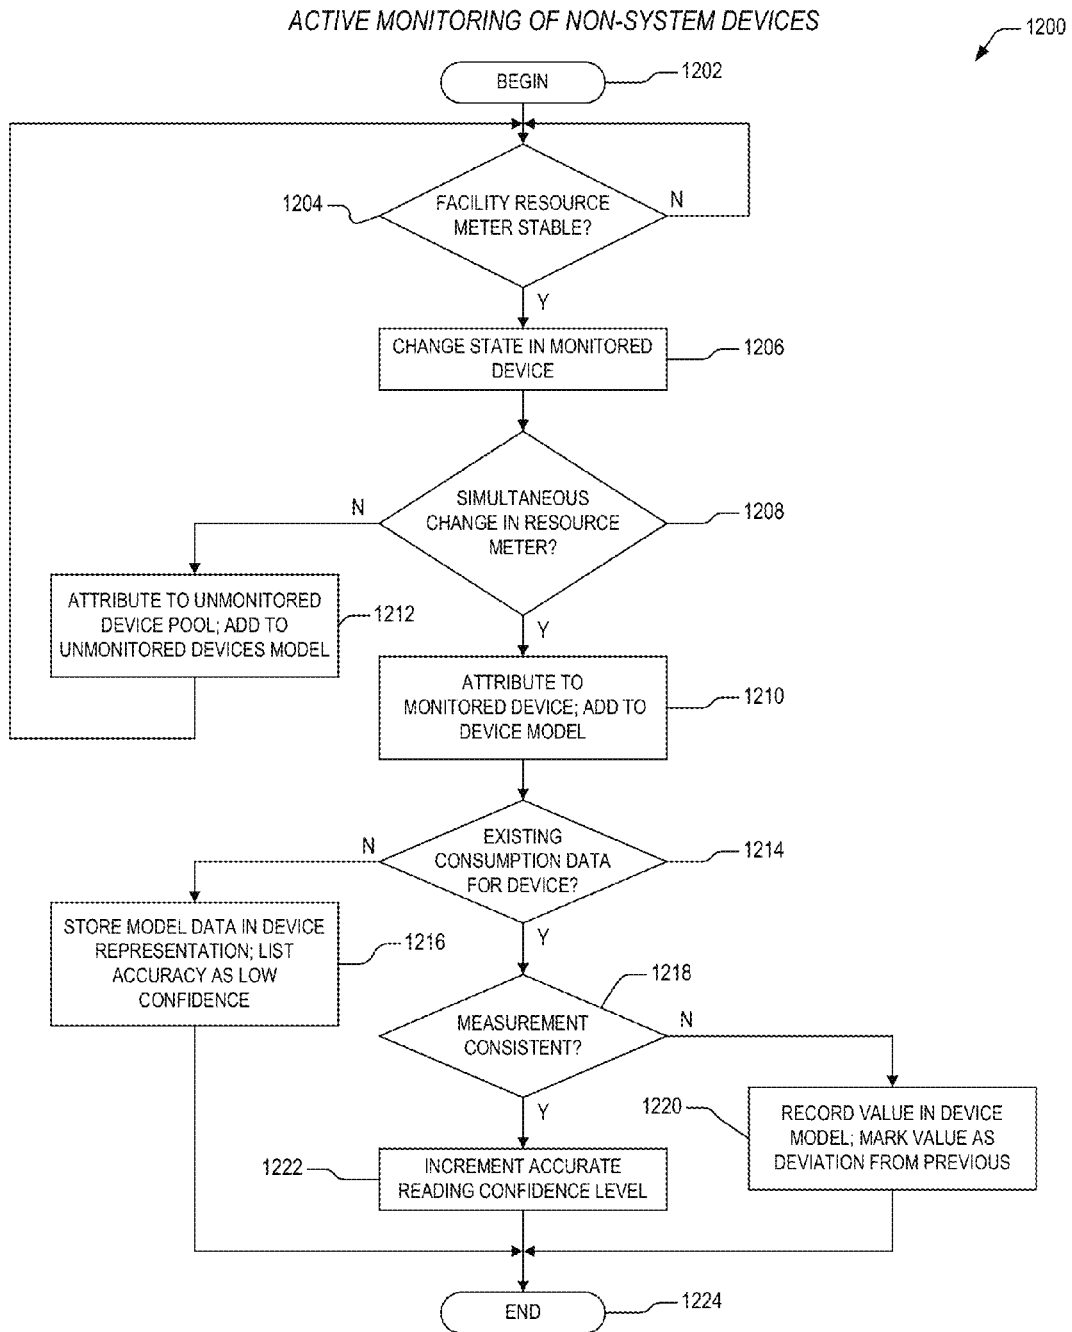 ACTIVE MONITORING OF NON-SYSTEM DEVICES
1200
BEGIN
1202
1204
FACILITY RESOURCE
METER STABLE?
N
Y
CHANGE STATE IN MONITORED
DEVICE
1206
N
SIMULTANEOUS
CHANGE IN RESOURCE
METER?
1208
Y
ATTRIBUTE TO UNMONITORED
DEVICE POOL; ADD TO
UNMONITORED DEVICES MODEL
1212
ATTRIBUTE TO
MONITORED DEVICE; ADD TO
DEVICE MODEL
1210
N
EXISTING
CONSUMPTION DATA
FOR DEVICE?
1214
Y
STORE MODEL DATA IN DEVICE
REPRESENTATION; LIST
ACCURACY AS LOW
CONFIDENCE
1216
1218
MEASUREMENT
CONSISTENT?
N
Y
1220
RECORD VALUE IN DEVICE
MODEL; MARK VALUE AS
DEVIATION FROM PREVIOUS
1222
INCREMENT ACCURATE
READING CONFIDENCE LEVEL
END
1224